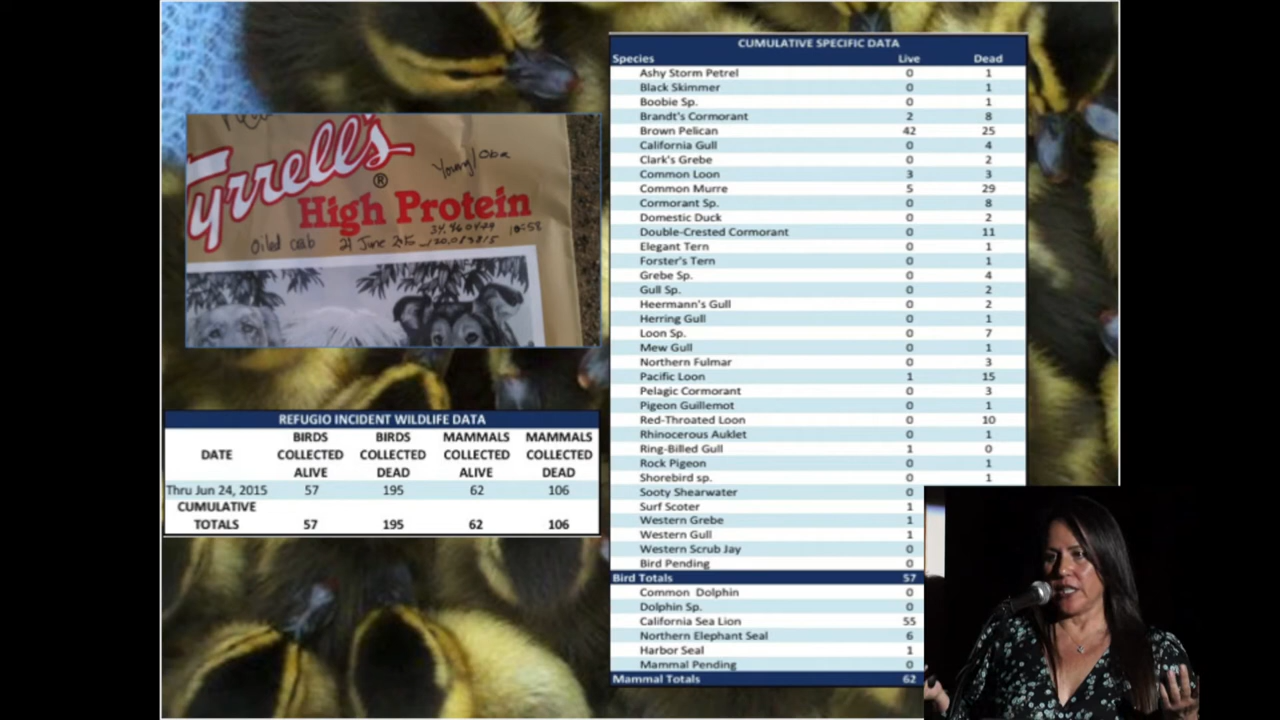 Tyrrell's
®
Young/Oba
High Protein
Oiled crab 21 June 2015
REFUGIO INCIDENT WILDLIFE DATA
DATE BIRDS COLLECTED ALIVE BIRDS COLLECTED DEAD MAMMALS COLLECTED ALIVE MAMMALS COLLECTED DEAD
Thru Jun 24, 2015 57 195 62 106
CUMULATIVE TOTALS 57 195 62 106
CUMULATIVE SPECIFIC DATA
Species Live Dead
Ashy Storm Petrel 0 1
Black Skimmer 0 1
Boobie Sp. 0 1
Brandt's Cormorant 2 8
Brown Pelican 42 25
California Gull 0 4
Clark's Grebe 0 2
Common Loon 3 3
Common Murre 5 29
Cormorant Sp. 0 8
Domestic Duck 0 2
Double-Crested Cormorant 0 11
Elegant Tern 0 1
Forster's Tern 0 1
Grebe Sp. 0 4
Gull Sp. 0 2
Heermann's Gull 0 2
Herring Gull 0 1
Loon Sp. 0 7
Mew Gull 0 1
Northern Fulmar 0 3
Pacific Loon 1 15
Pelagic Cormorant 0 3
Pigeon Guillemot 0 1
Red-Throated Loon 0 10
Rhinocerous Auklet 0 1
Ring-Billed Gull 1 0
Rock Pigeon 0 1
Shorebird sp. 0 1
Sooty Shearwater 0
Surf Scoter 1
Western Grebe 1
Western Gull 1
Western Scrub Jay 0
Bird Pending 0
Bird Totals 57
Common Dolphin 0
Dolphin Sp. 0
California Sea Lion 55
Northern Elephant Seal 6
Harbor Seal 1
Mammal Pending 0
Mammal Totals 62